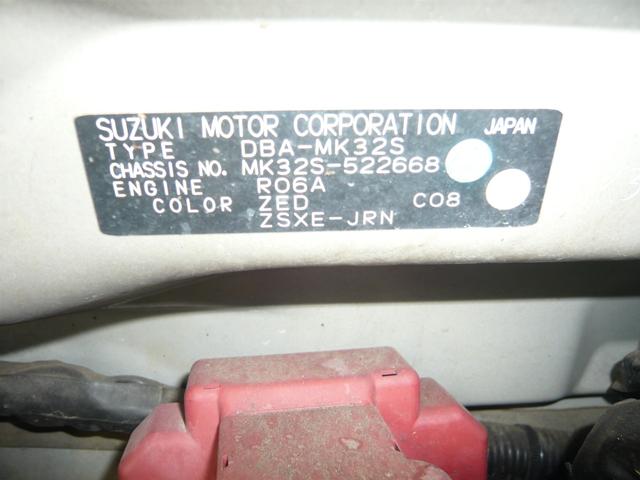 SUZUKI MOTOR CORPORATION JAPAN
TYPE DBA-MK32S
CHASSIS NO. MK32S-522668
ENGINE R06A
COLOR ZED C08
ZSXE-JRN